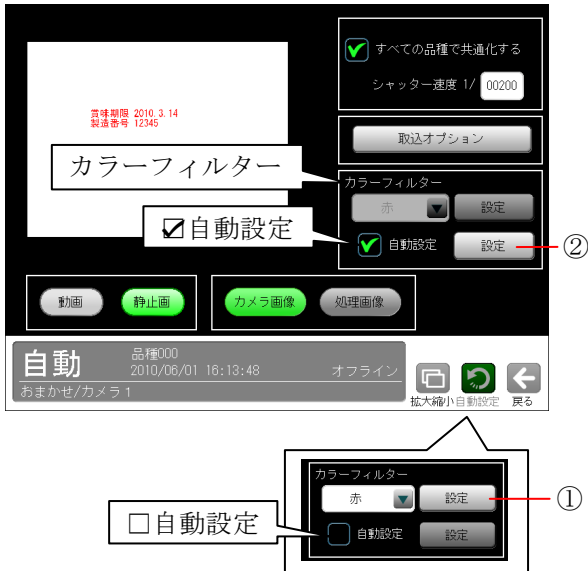 すべての品種で共通化する
シャッター速度 1/ 00200
賞味期限 2010.3.14
製造番号 12345
取込オプション
カラーフィルター
カラーフィルター
赤 設定
☑自動設定
自動設定 設定 ②
動画 静止画 カメラ画像 処理画像
自動 品種000
2010/06/01 16:13:48 オフライン
おまかせ/カメラ1
拡大縮小 自動設定 戻る
カラーフィルター
赤 設定 ①
□自動設定
自動設定 設定